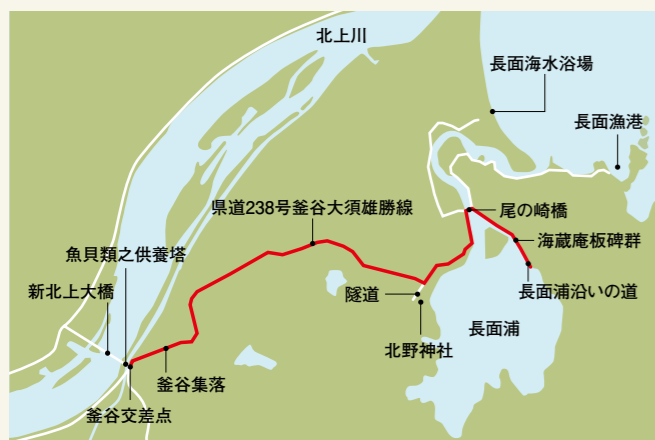 北上川
長面海水浴場
長面漁港
県道238号釜谷大須雄勝線
尾の崎橋
魚貝類之供養塔
海蔵庵板碑群
新北上大橋
隧道
長面浦沿いの道
長面浦
北野神社
釜谷集落
釜谷交差点